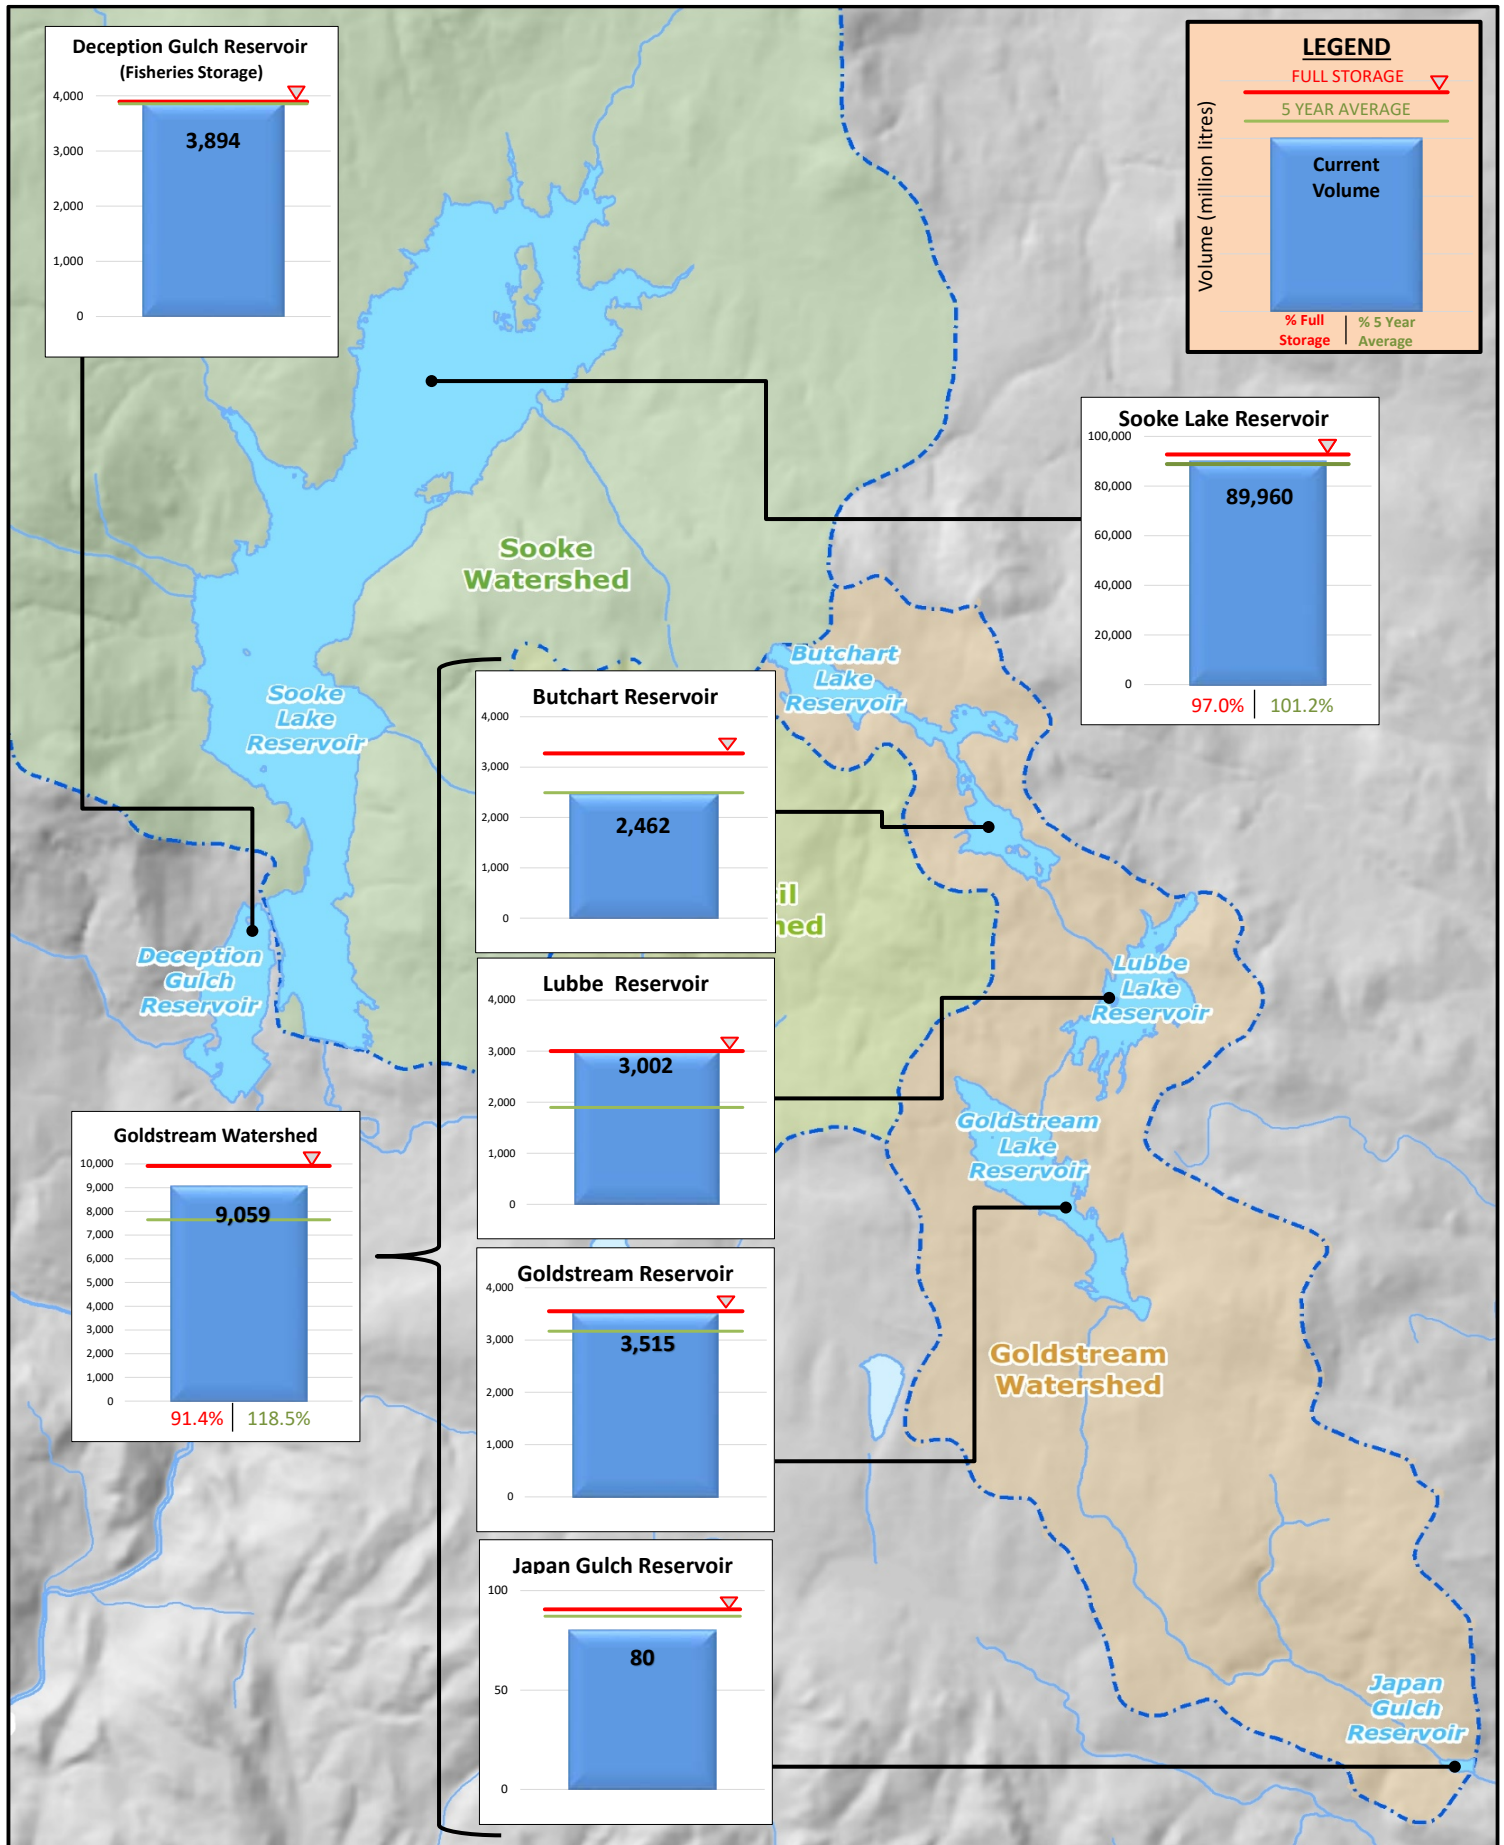 Deception Gulch Reservoir
(Fisheries Storage)
4,000
3,000
2,000
1,000
0
3,894
LEGEND
FULL STORAGE
5 YEAR AVERAGE
Volume (million litres)
Current
Volume
% Full
Storage
% 5 Year
Average
Sooke Lake Reservoir
100,000
80,000
60,000
40,000
20,000
0
89,960
97.0%
101.2%
Sooke
Watershed
Sooke
Lake
Reservoir
Butchart
Lake
Reservoir
Butchart Reservoir
4,000
3,000
2,000
1,000
0
2,462
il
hed
Deception
Gulch
Reservoir
Lubbe Reservoir
4,000
3,000
2,000
1,000
0
3,002
Lubbe
Lake
Reservoir
Goldstream Watershed
10,000
9,000
8,000
7,000
6,000
5,000
4,000
3,000
2,000
1,000
0
9,059
91.4%
118.5%
Goldstream
Lake
Reservoir
Goldstream Reservoir
4,000
3,000
2,000
1,000
0
3,515
Goldstream
Watershed
Japan Gulch Reservoir
100
50
0
80
Japan
Gulch
Reservoir